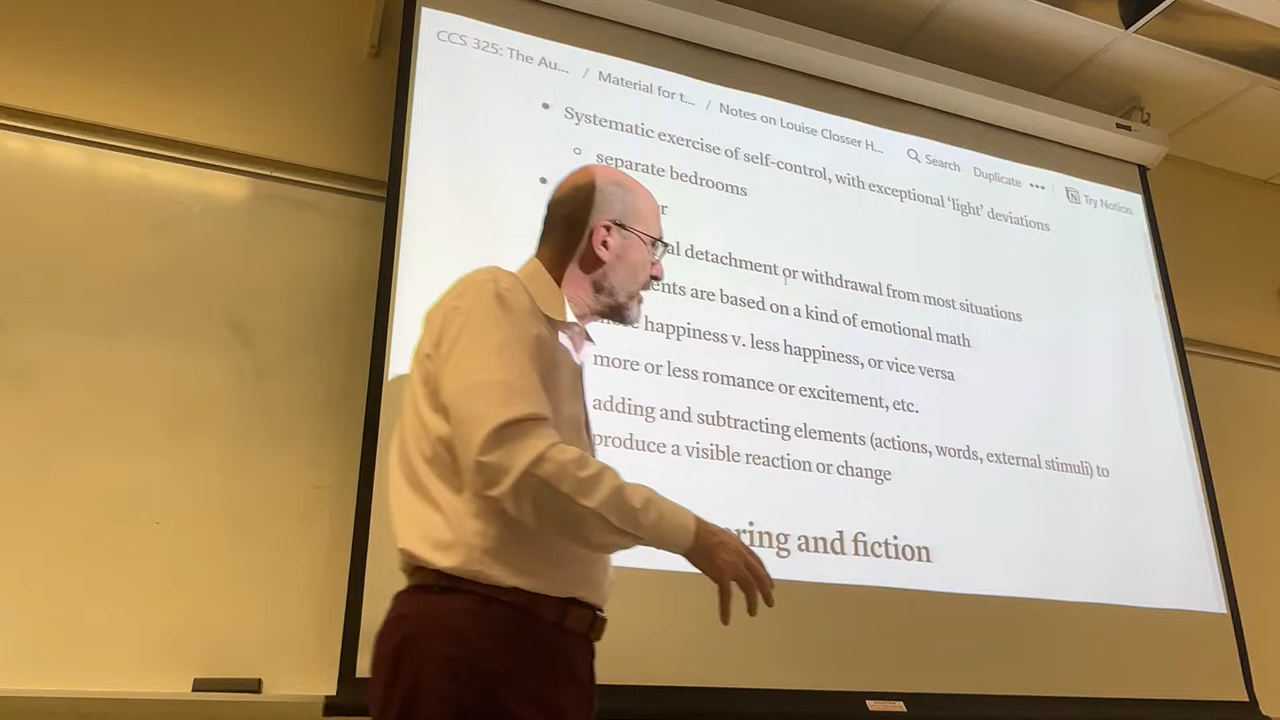 CCS 325: The Au... / Material for t... / Notes on Louise Closser H...
Search Duplicate ••• Try Notion
• Systematic exercise of self-control, with exceptional ‘light’ deviations
○ separate bedrooms
•
detachment or withdrawal from most situations
are based on a kind of emotional math
happiness v. less happiness, or vice versa
more or less romance or excitement, etc.
adding and subtracting elements (actions, words, external stimuli) to
produce a visible reaction or change
and fiction